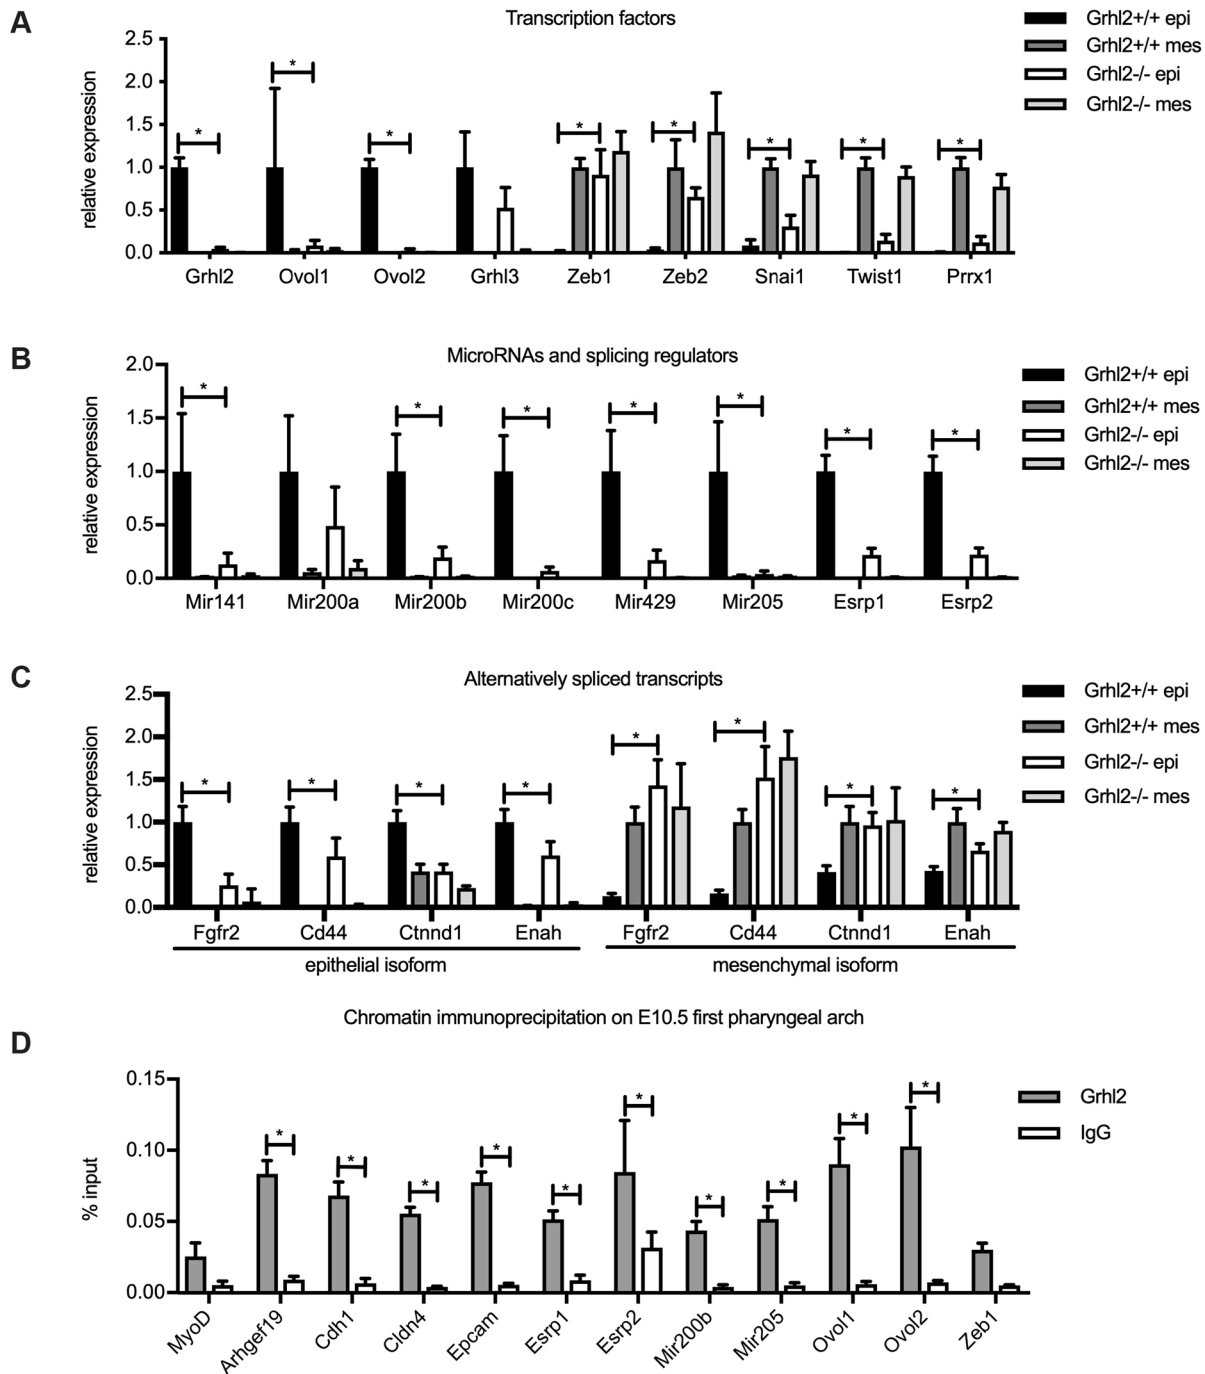 A
Transcription factors
relative expression
2.5
2.0
1.5
1.0
0.5
0.0
* * * * * * * *
Grhl2 Ovol1 Ovol2 Grhl3 Zeb1 Zeb2 Snai1 Twist1 Prrx1
Grhl2+/+ epi
Grhl2+/+ mes
Grhl2-/- epi
Grhl2-/- mes
B
MicroRNAs and splicing regulators
relative expression
2.0
1.5
1.0
0.5
0.0
* * * * * * *
Mir141 Mir200a Mir200b Mir200c Mir429 Mir205 Esrp1 Esrp2
Grhl2+/+ epi
Grhl2+/+ mes
Grhl2-/- epi
Grhl2-/- mes
C
Alternatively spliced transcripts
relative expression
2.5
2.0
1.5
1.0
0.5
0.0
* * * * * * * *
Fgfr2 Cd44 Ctnnd1 Enah Fgfr2 Cd44 Ctnnd1 Enah
epithelial isoform mesenchymal isoform
Grhl2+/+ epi
Grhl2+/+ mes
Grhl2-/- epi
Grhl2-/- mes
Chromatin immunoprecipitation on E10.5 first pharyngeal arch
D
% input
0.15
0.10
0.05
0.00
* * * * * * * * * *
MyoD Arhgef19 Cdh1 Cldn4 Epcam Esrp1 Esrp2 Mir200b Mir205 Ovol1 Ovol2 Zeb1
Grhl2
IgG